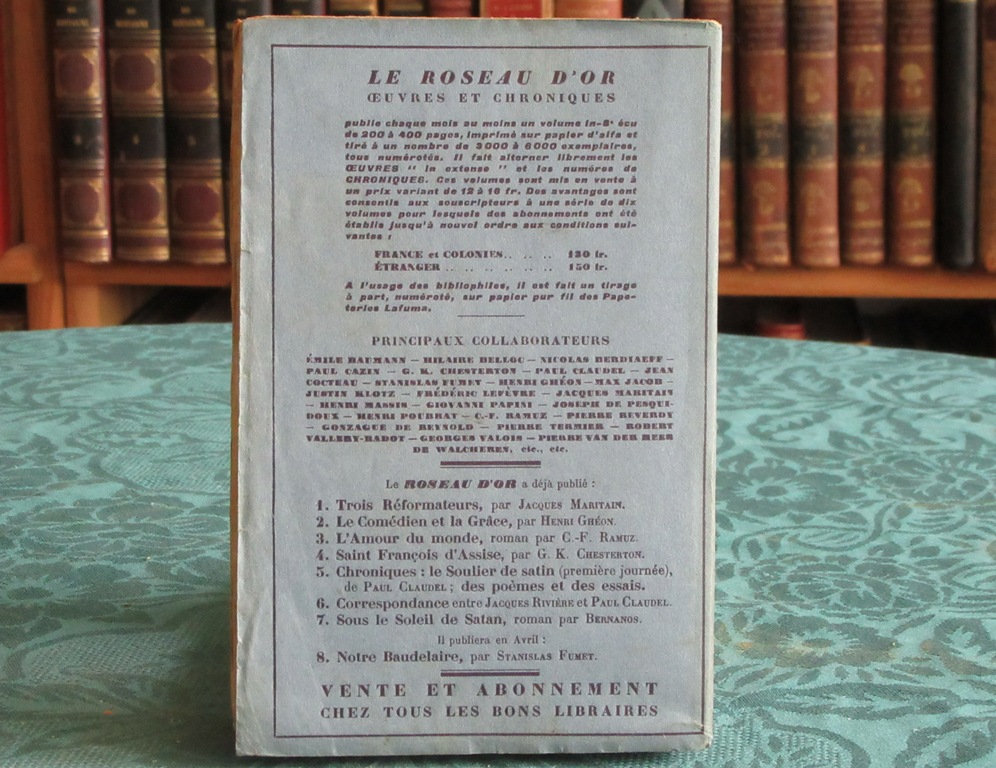 LE ROSEAU D'OR
ŒUVRES ET CHRONIQUES
publie chaque mois au moins un volume in-8° écu
de 200 à 400 pages, imprimé sur papier d'alfa et
tiré à un nombre de 3000 à 6000 exemplaires,
tous numérotés. Il fait alterner librement les
ŒUVRES " in extenso " et les numéros de
CHRONIQUES. Ces volumes sont mis en vente à
un prix variant de 12 à 16 fr. Des avantages sont
consentis aux souscripteurs à une série de dix
volumes pour lesquels des abonnements ont été
établis jusqu'à nouvel ordre aux conditions sui-
vantes :
FRANCE et COLONIES.. .. .. 130 fr.
ÉTRANGER .. .. .. .. .. .. 150 fr.
A l'usage des bibliophiles, il est fait un tirage
à part, numéroté, sur papier pur fil des Pape-
teries Lafuma.
PRINCIPAUX COLLABORATEURS
ÉMILE BAUMANN — HILAIRE BELLOC — NICOLAS BERDIAEFF —
PAUL CAZIN — G. K. CHESTERTON — PAUL CLAUDEL — JEAN
COCTEAU — STANISLAS FUMET — HENRI GHÉON — MAX JACOB —
JUSTIN KLOTZ — FRÉDÉRIC LEFÈVRE — JACQUES MARITAIN
— HENRI MASSIS — GIOVANNI PAPINI — JOSEPH DE PESQUI-
DOUX — HENRI POURRAT — C.-F. RAMUZ — PIERRE REVERDY
— GONZAGUE DE REYNOLD — PIERRE TERMIER — ROBERT
VALLERY-RADOT — GEORGES VALOIS — PIERRE VAN DER MEER
DE WALCHEREN, etc., etc.
Le ROSEAU D'OR a déjà publié :
1. Trois Réformateurs, par JACQUES MARITAIN.
2. Le Comédien et la Grâce, par HENRI GHÉON.
3. L'Amour du monde, roman par C.-F. RAMUZ.
4. Saint François d'Assise, par G. K. CHESTERTON.
5. Chroniques : le Soulier de satin (première journée),
de PAUL CLAUDEL ; des poèmes et des essais.
6. Correspondance entre JACQUES RIVIÈRE et PAUL CLAUDEL.
7. Sous le Soleil de Satan, roman par BERNANOS.
Il publiera en Avril :
8. Notre Baudelaire, par STANISLAS FUMET.
VENTE ET ABONNEMENT
CHEZ TOUS LES BONS LIBRAIRES